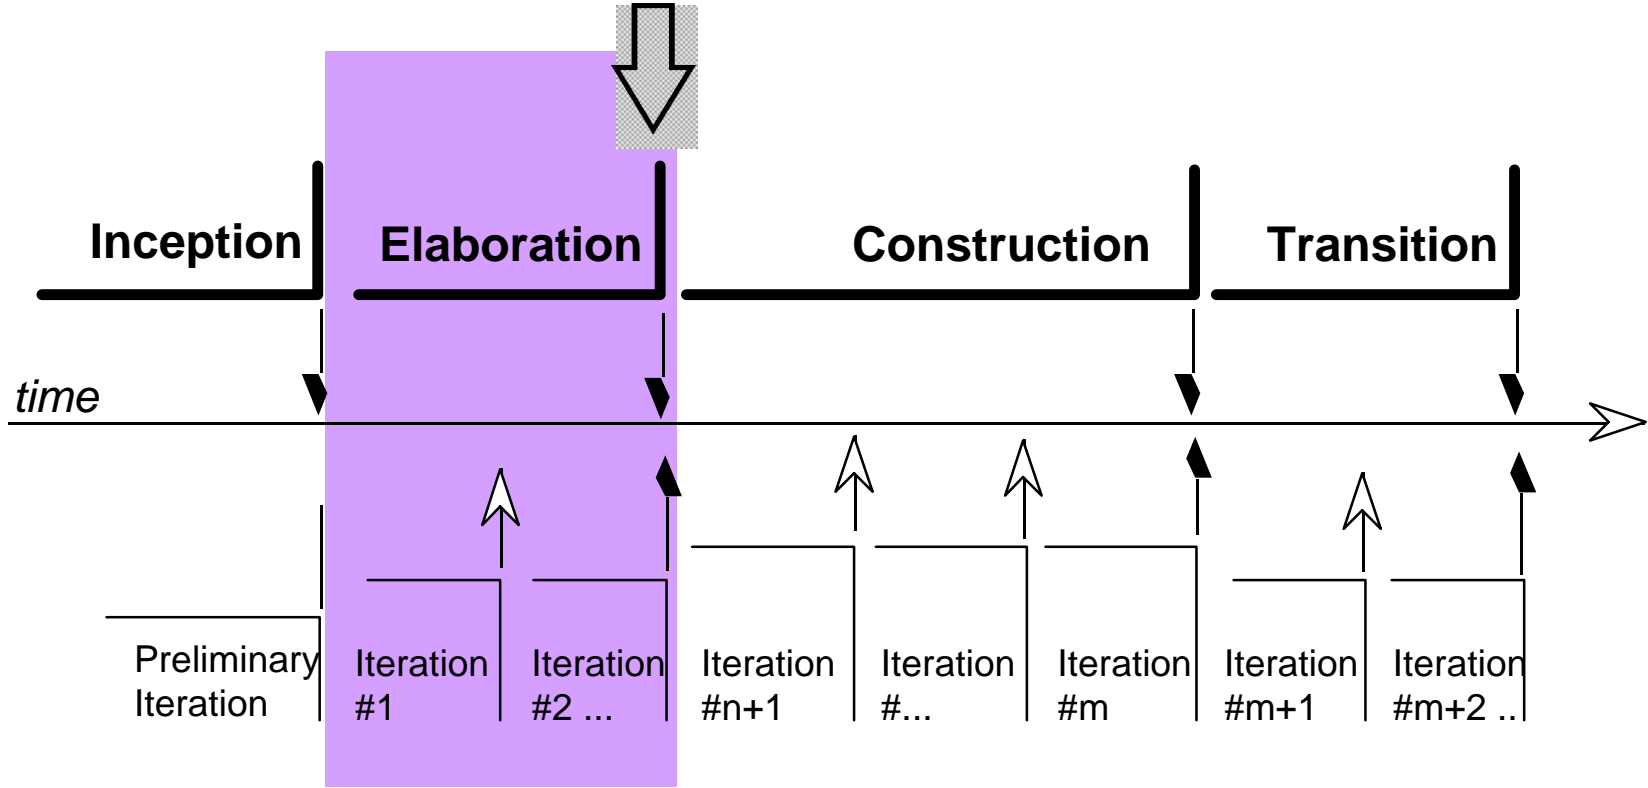 Inception
Elaboration
Construction
Transition
time
Preliminary
Iteration
Iteration
#1
Iteration
#2 ...
Iteration
#n+1
Iteration
#...
Iteration
#m
Iteration
#m+1
Iteration
#m+2 ..